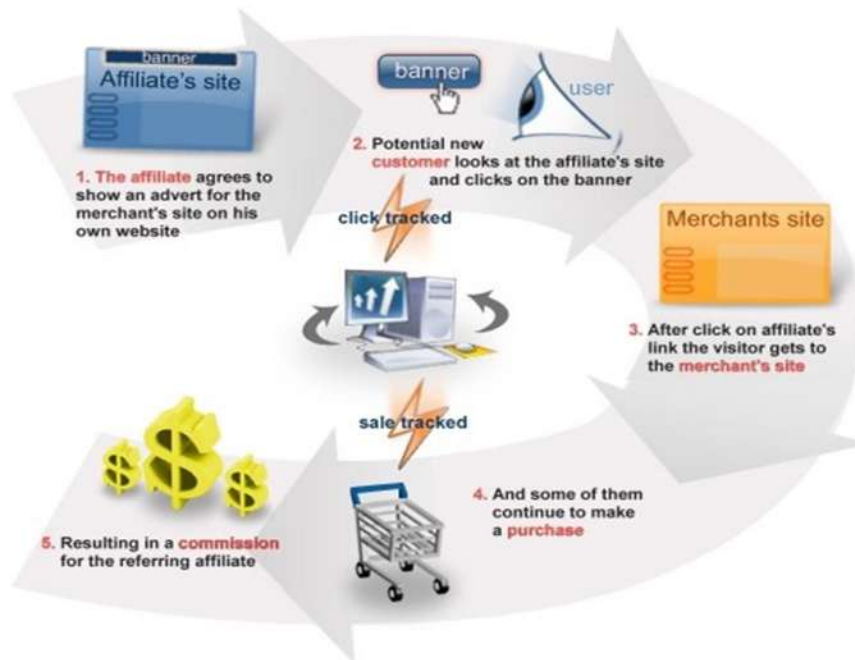 banner
Affiliate's site
1. The affiliate agrees to
show an advert for the
merchant's site on his
own website
banner
user
2. Potential new
customer looks at the affiliate's site
and clicks on the banner
click tracked
Merchants site
3. After click on affiliate's
link the visitor gets to
the merchant's site
sale tracked
4. And some of them
continue to make
a purchase
5. Resulting in a commission
for the referring affiliate